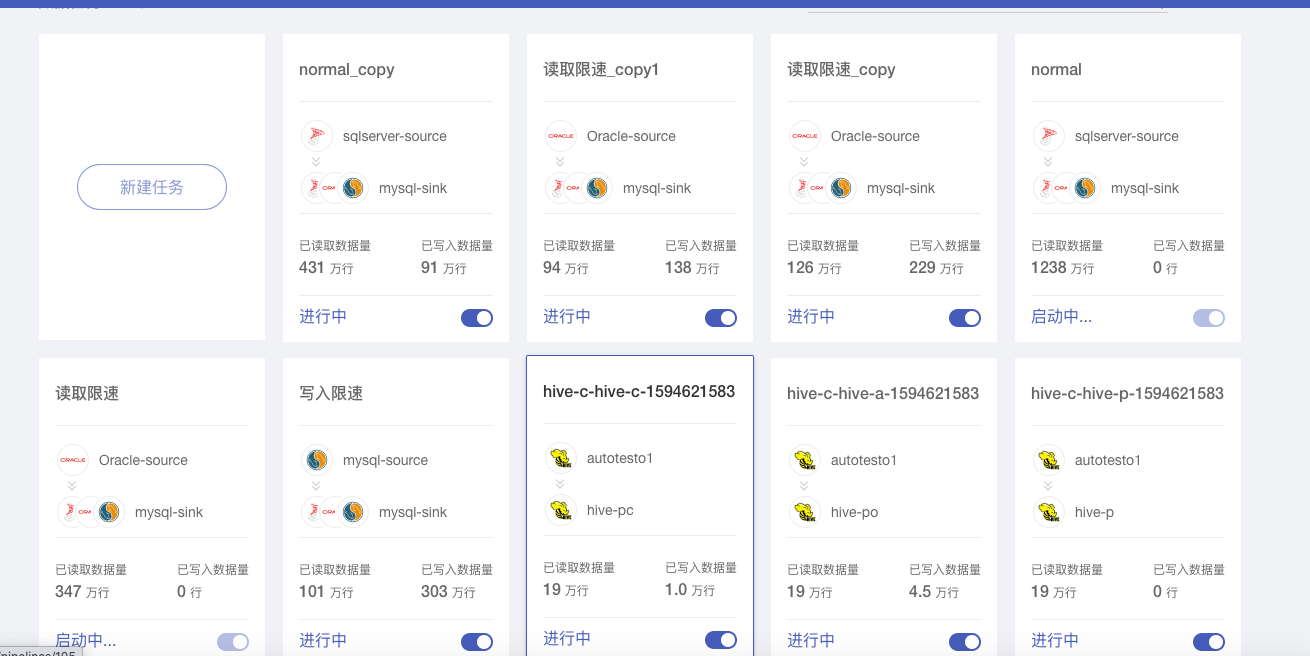 normal_copy
读取限速_copy1
读取限速_copy
normal
新建任务
sqlserver-source
mysql-sink
ORACLE
Oracle-source
mysql-sink
ORACLE
Oracle-source
mysql-sink
sqlserver-source
mysql-sink
已读取数据量 已写入数据量
431 万行 91 万行
已读取数据量 已写入数据量
94 万行 138 万行
已读取数据量 已写入数据量
126 万行 229 万行
已读取数据量 已写入数据量
1238 万行 0 行
进行中
进行中
进行中
启动中...
读取限速
ORACLE
Oracle-source
mysql-sink
已读取数据量 已写入数据量
347 万行 0 行
启动中...
写入限速
mysql-source
mysql-sink
已读取数据量 已写入数据量
101 万行 303 万行
进行中
hive-c-hive-c-1594621583
autotesto1
hive-pc
已读取数据量 已写入数据量
19 万行 1.0 万行
进行中
hive-c-hive-a-1594621583
autotesto1
hive-po
已读取数据量 已写入数据量
19 万行 4.5 万行
进行中
hive-c-hive-p-1594621583
autotesto1
hive-p
已读取数据量 已写入数据量
19 万行 0 行
进行中